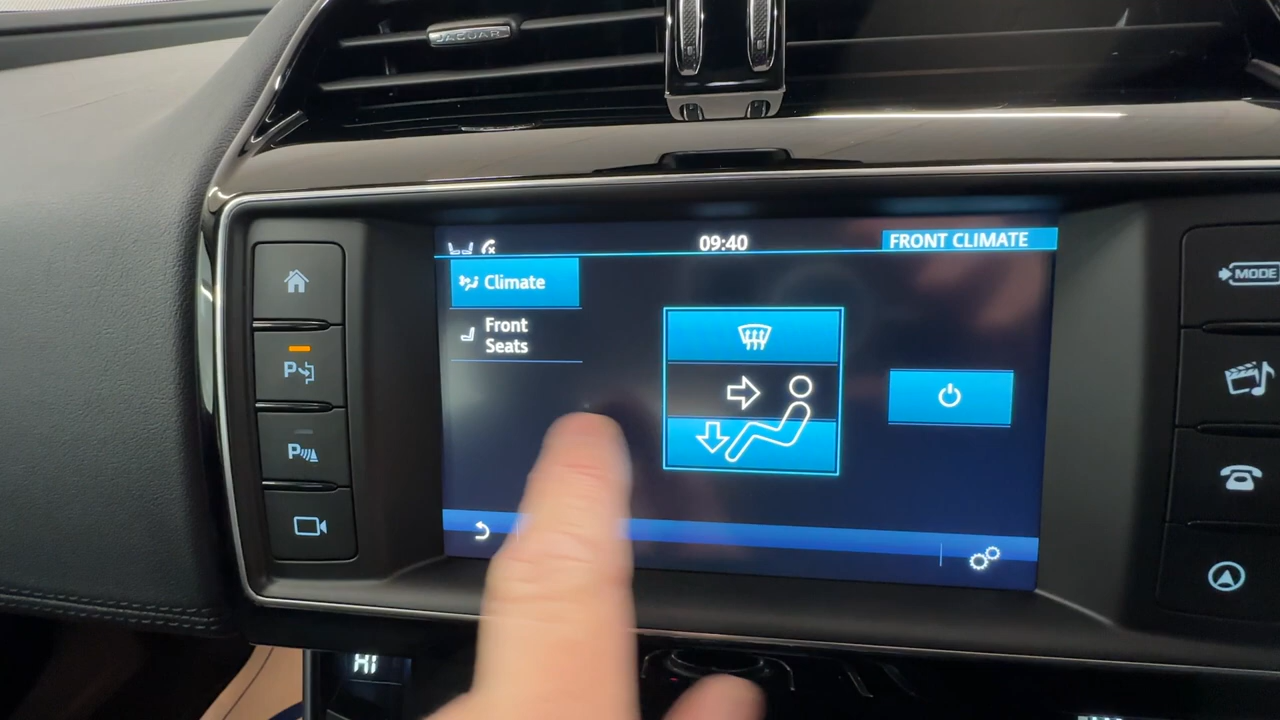 JAGUAR
09:40
FRONT CLIMATE
Climate
Front
Seats
MODE
P
P
HI